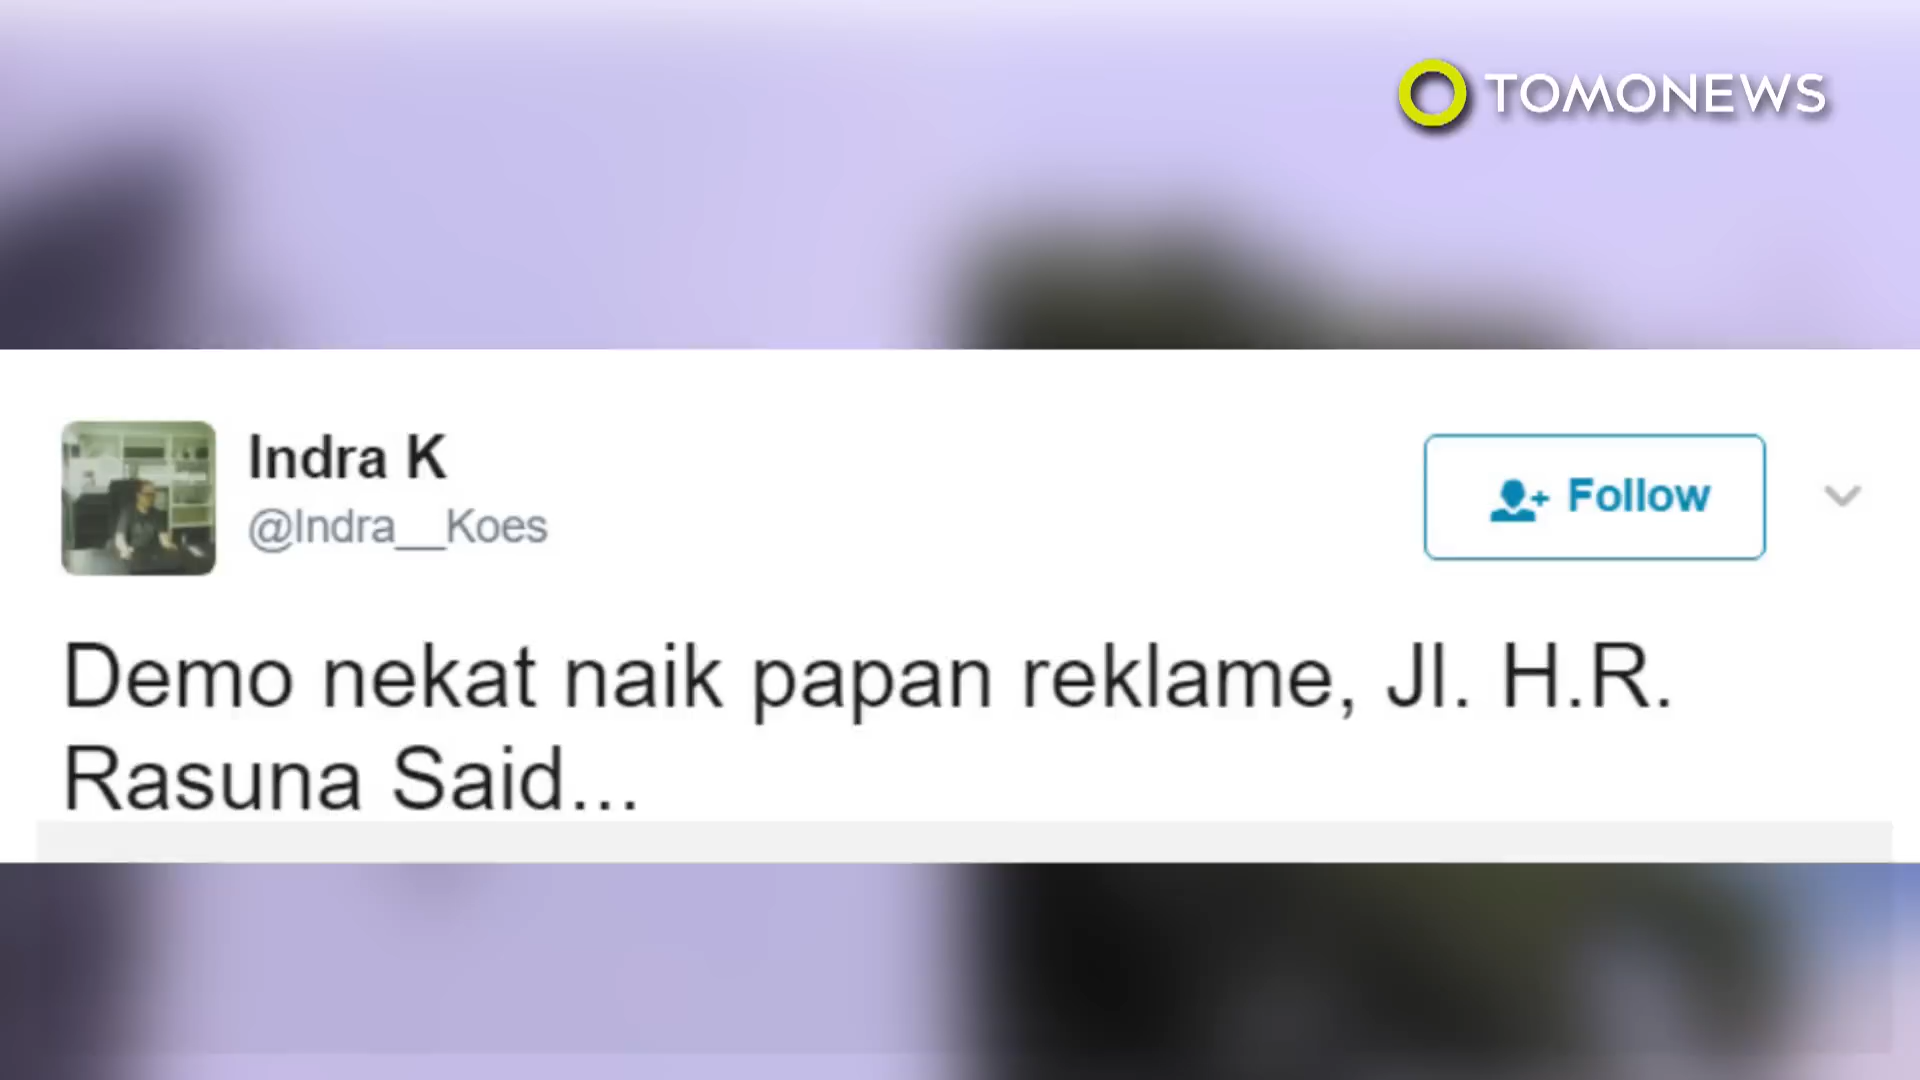 TOMONEWS
Indra K
@Indra__Koes
Follow
Demo nekat naik papan reklame, Jl. H.R.
Rasuna Said...